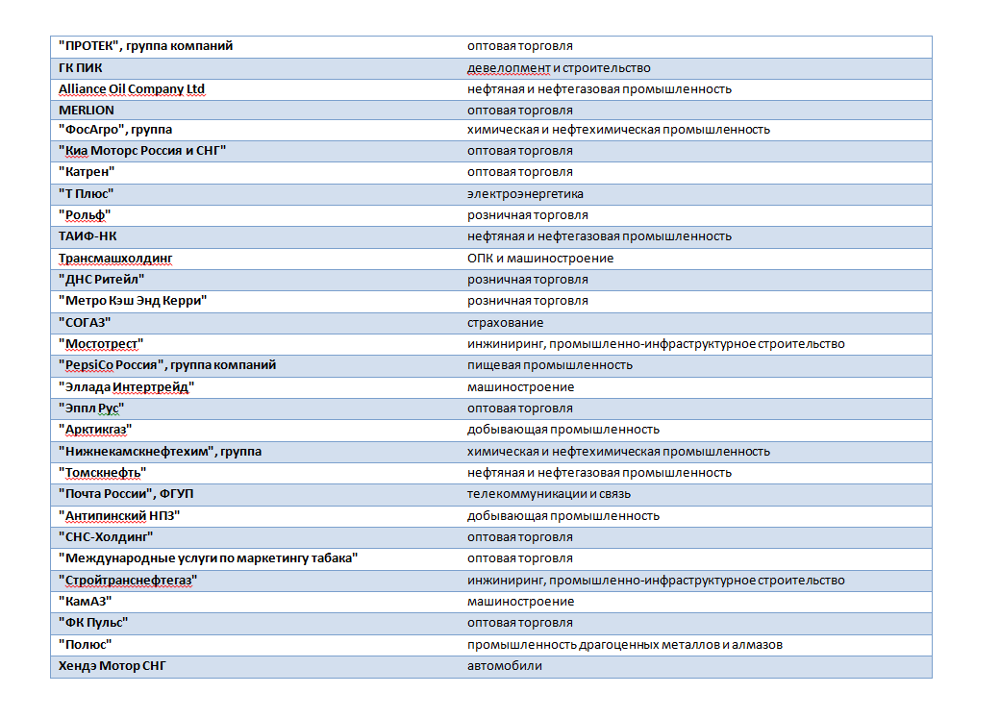 "ПРОТЕК", группа компаний оптовая торговля
ГК ПИК девелопмент и строительство
Alliance Oil Company Ltd нефтяная и нефтегазовая промышленность
MERLION оптовая торговля
"ФосАгро", группа химическая и нефтехимическая промышленность
"Киа Моторс Россия и СНГ" оптовая торговля
"Катрен" оптовая торговля
"Т Плюс" электроэнергетика
"Рольф" розничная торговля
ТАИФ-НК нефтяная и нефтегазовая промышленность
Трансмашхолдинг ОПК и машиностроение
"ДНС Ритейл" розничная торговля
"Метро Кэш Энд Керри" розничная торговля
"СОГАЗ" страхование
"Мостотрест" инжиниринг, промышленно-инфраструктурное строительство
"PepsiCo Россия", группа компаний пищевая промышленность
"Эллада Интертрейд" машиностроение
"Эппл Рус" оптовая торговля
"Арктикгаз" добывающая промышленность
"Нижнекамскнефтехим", группа химическая и нефтехимическая промышленность
"Томскнефть" нефтяная и нефтегазовая промышленность
"Почта России", ФГУП телекоммуникации и связь
"Антипинский НПЗ" добывающая промышленность
"СНС-Холдинг" оптовая торговля
"Международные услуги по маркетингу табака" оптовая торговля
"Стройтранснефтегаз" инжиниринг, промышленно-инфраструктурное строительство
"КамАЗ" машиностроение
"ФК Пульс" оптовая торговля
"Полюс" промышленность драгоценных металлов и алмазов
Хендэ Мотор СНГ автомобили